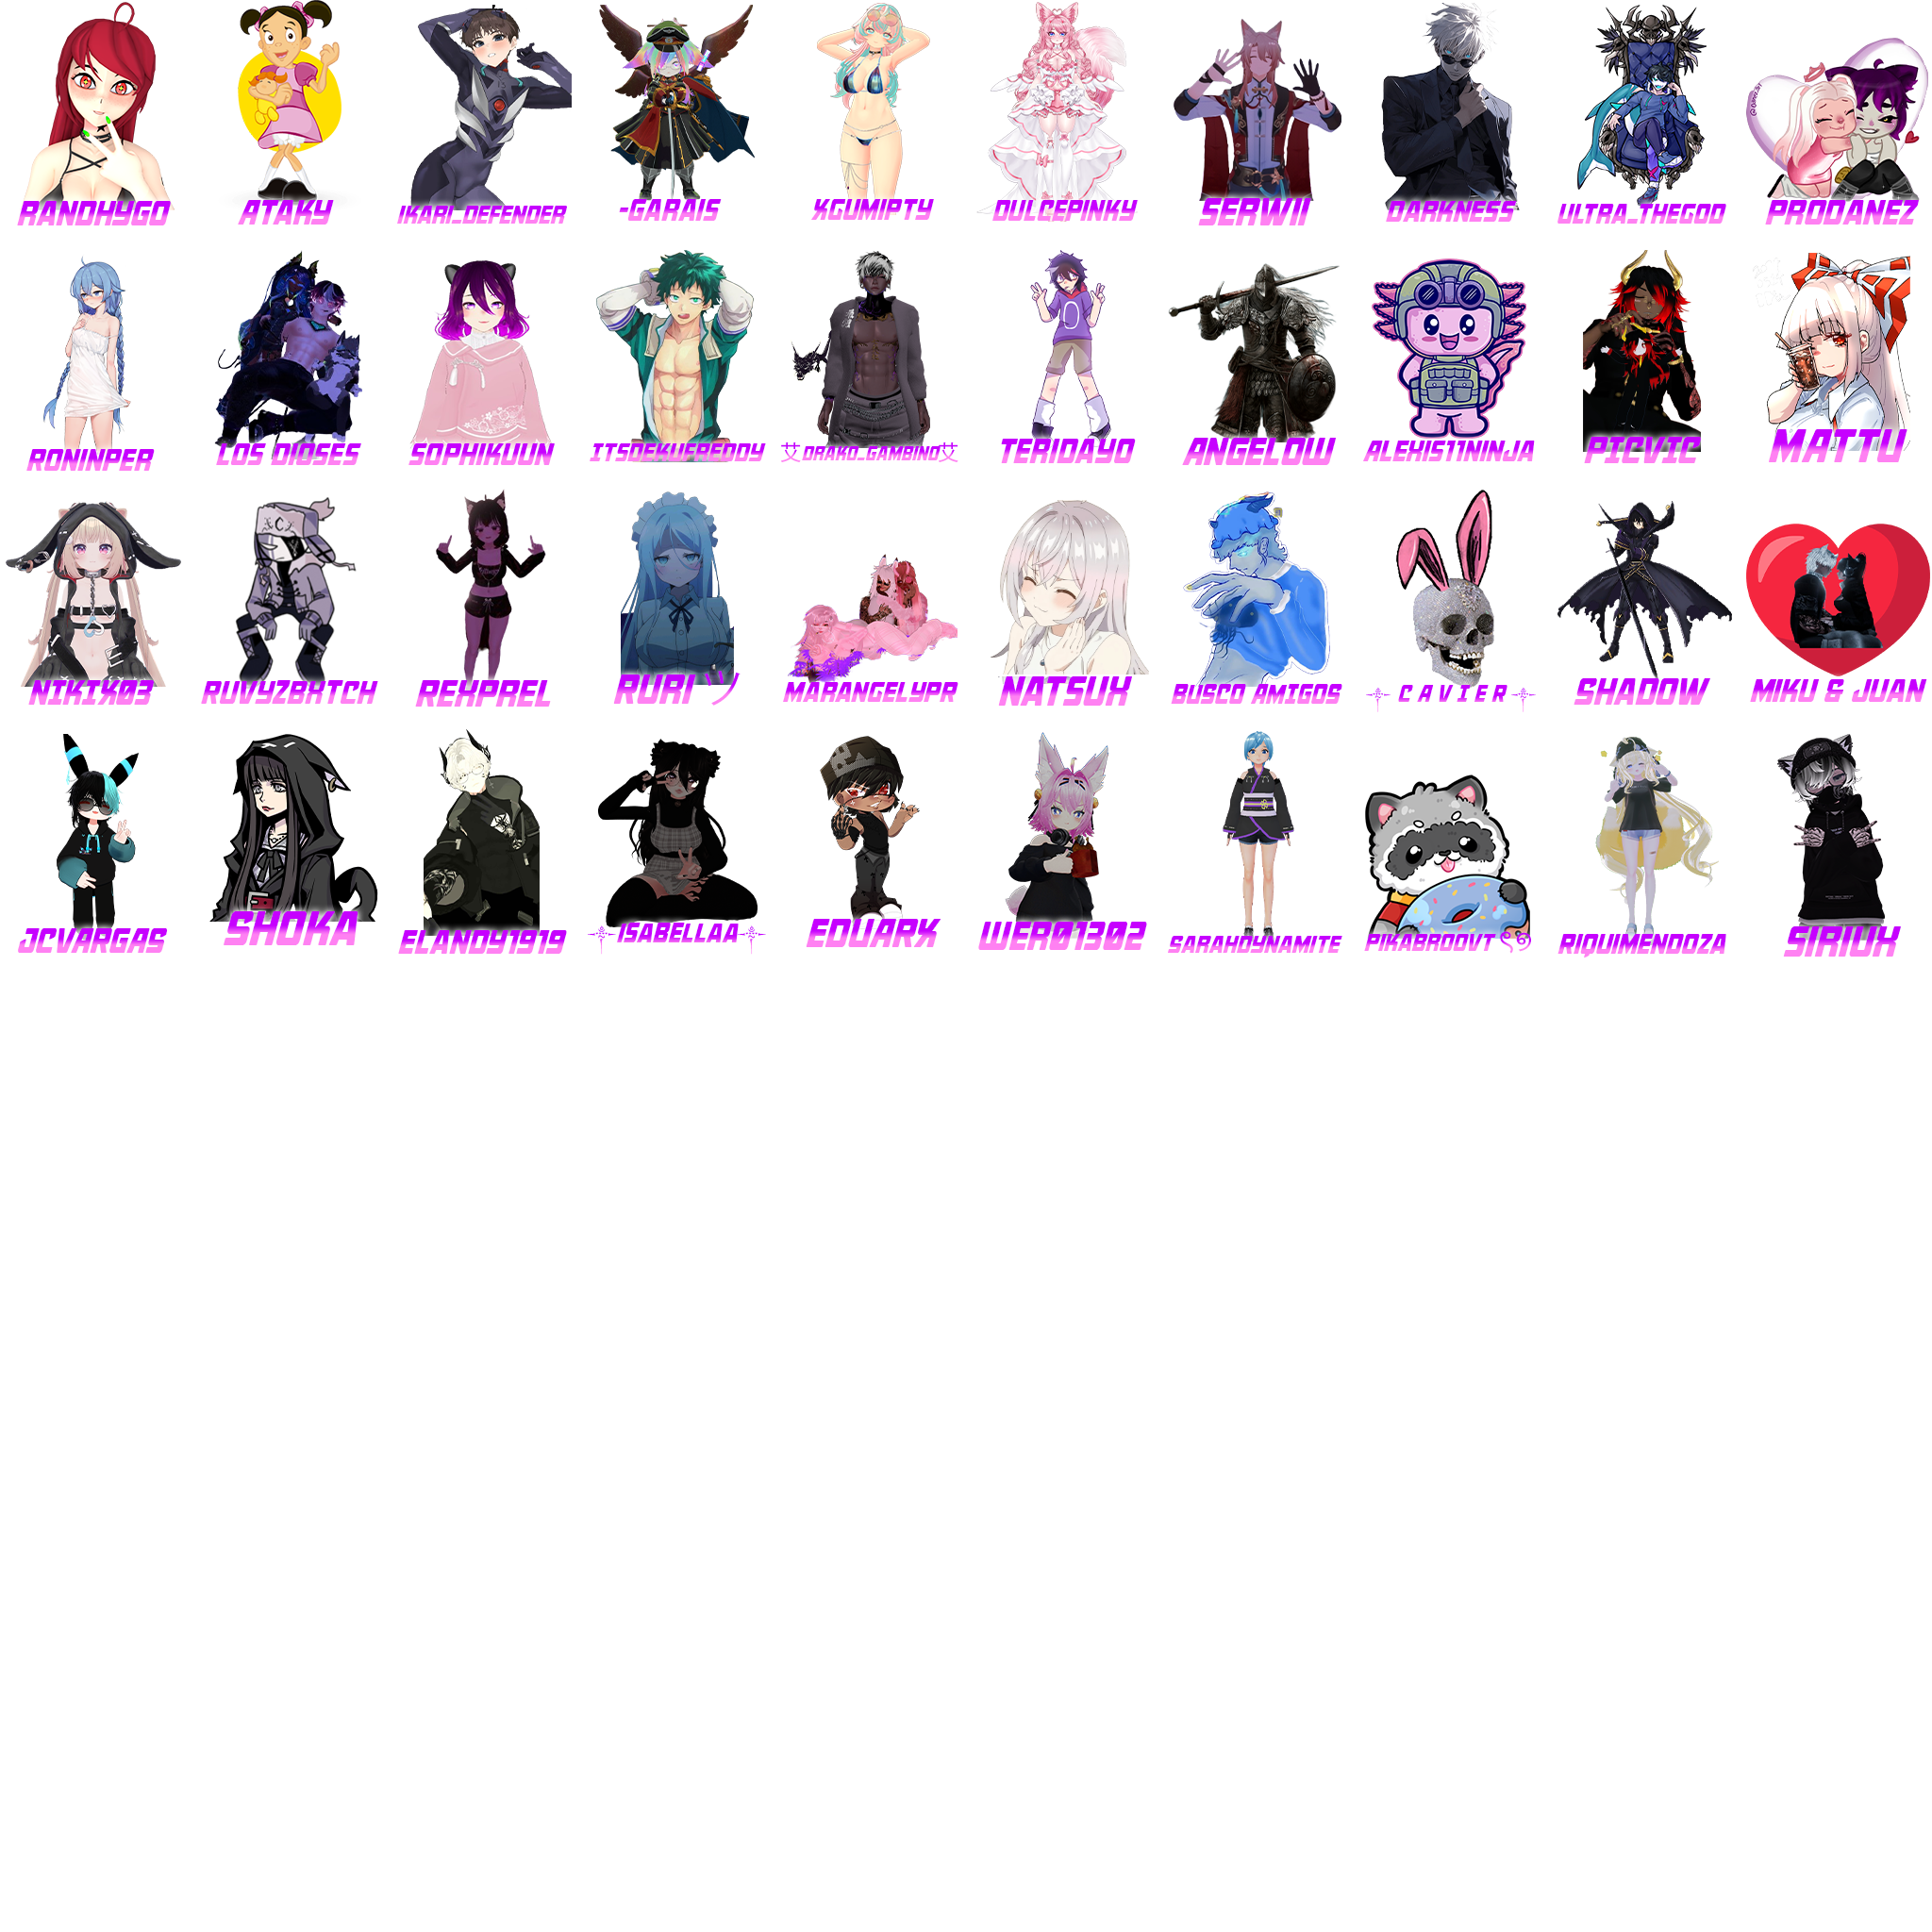 RANDHYGO
ATAKY
IKARI_DEFENDER
-GARAIS
XGUMIPTY
DULCEPINKY
SERWII
DARKNESS
ULTRA_THEGOD
PRODANEZ
RONINPER
LOS DIOSES
SOPHIKUUN
ITSDEKUFREDDY
艾DRAKO_GAMBINO艾
TERIDAYO
ANGELOW
ALEXIS11NINJA
PICVIC
MATTU
NIKIK03
RUVYZBXTCH
REXPREL
RURI ツ
MARANGELYPR
NATSUX
BUSCO AMIGOS
⸸ C A V I E R ⸸
SHADOW
MIKU & JUAN
JCVARGAS
SHOKA
ELANDY1919
⸸ISABELLAA⸸
EDUARX
WER01302
SARAHDYNAMITE
PIKABROOVT
RIQUIMENDOZA
SIRIUX